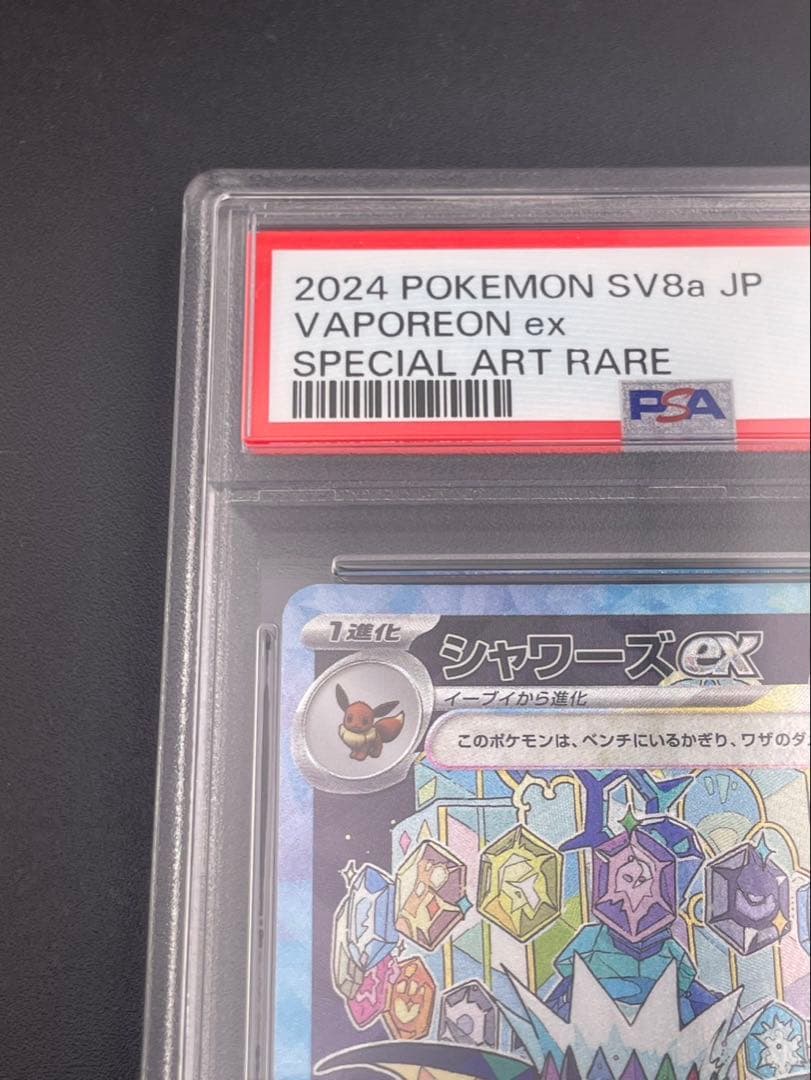 2024 POKEMON SV8a JP
VAPOREON ex
SPECIAL ART RARE
PSA
1進化
シャワーズex
イーブイから進化
このポケモンは、ベンチにいるかぎり、ワザのダ